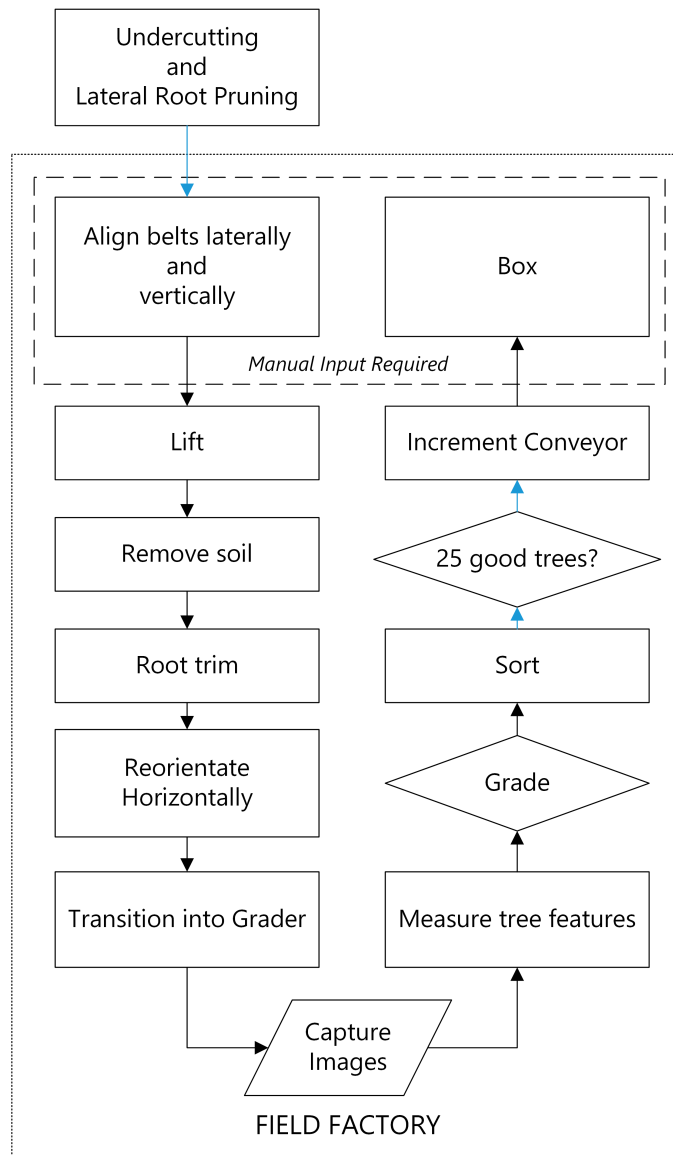 Undercutting
and
Lateral Root Pruning
Align belts laterally
and
vertically
Box
Manual Input Required
Lift
Increment Conveyor
Remove soil
25 good trees?
Root trim
Sort
Reorientate
Horizontally
Grade
Transition into Grader
Measure tree features
Capture
Images
FIELD FACTORY